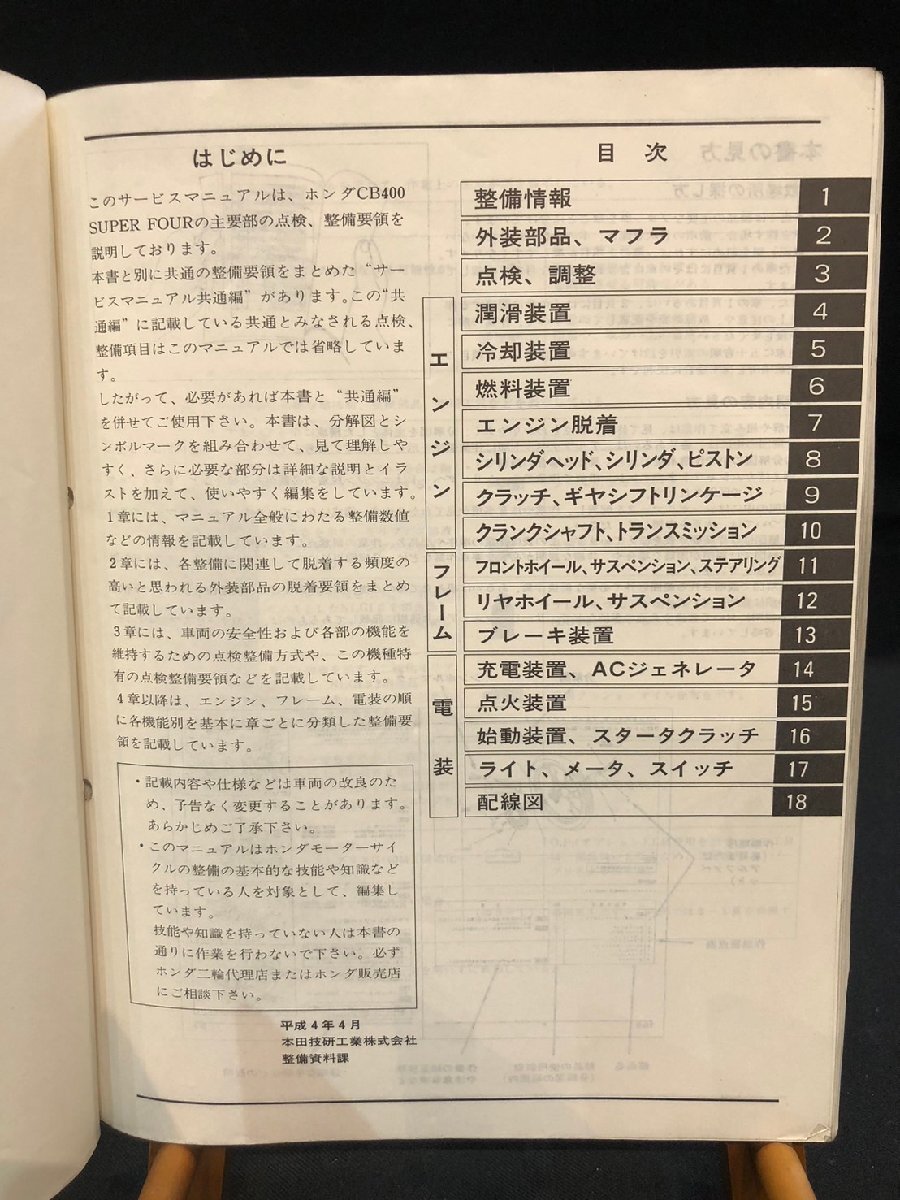 はじめに
このサービスマニュアルは、ホンダCB400
SUPER FOURの主要部の点検、整備要領を
説明しております。
本書と別に共通の整備要領をまとめた“サー
ビスマニュアル共通編”があります。この“共
通編”に記載している共通とみなされる点検、
整備項目はこのマニュアルでは省略していま
す。
したがって、必要があれば本書と“共通編”
を併せてご使用下さい。本書は、分解図とシ
ンボルマークを組み合わせて、見て理解しや
すく、さらに必要な部分は詳細な説明とイラ
ストを加えて、使いやすく編集をしています。
1章には、マニュアル全般にわたる整備数値
などの情報を記載しています。
2章には、各整備に関連して脱着する頻度の
高いと思われる外装部品の脱着要領をまとめ
て記載しています。
3章には、車両の安全性および各部の機能を
維持するための点検整備方式や、この機種特
有の点検整備要領などを記載しています。
4章以降は、エンジン、フレーム、電装の順
に各機能別を基本に章ごとに分類した整備要
領を記載しています。
・記載内容や仕様などは車両の改良のた
め、予告なく変更することがあります。
あらかじめご了承下さい。
・このマニュアルはホンダモーターサイ
クルの整備の基本的な技能や知識など
を持っている人を対象として、編集し
ています。
技能や知識を持っていない人は本書の
通りに作業を行わないで下さい。必ず
ホンダ二輪代理店またはホンダ販売店
にご相談下さい。
平成4年4月
本田技研工業株式会社
整備資料課
目次
整備情報 1
外装部品、マフラ 2
点検、調整 3
エンジン
潤滑装置 4
冷却装置 5
燃料装置 6
エンジン脱着 7
シリンダヘッド、シリンダ、ピストン 8
クラッチ、ギヤシフトリンケージ 9
クランクシャフト、トランスミッション 10
フレーム
フロントホイール、サスペンション、ステアリング 11
リヤホイール、サスペンション 12
ブレーキ装置 13
電装
充電装置、ACジェネレータ 14
点火装置 15
始動装置、スタータクラッチ 16
ライト、メータ、スイッチ 17
配線図 18